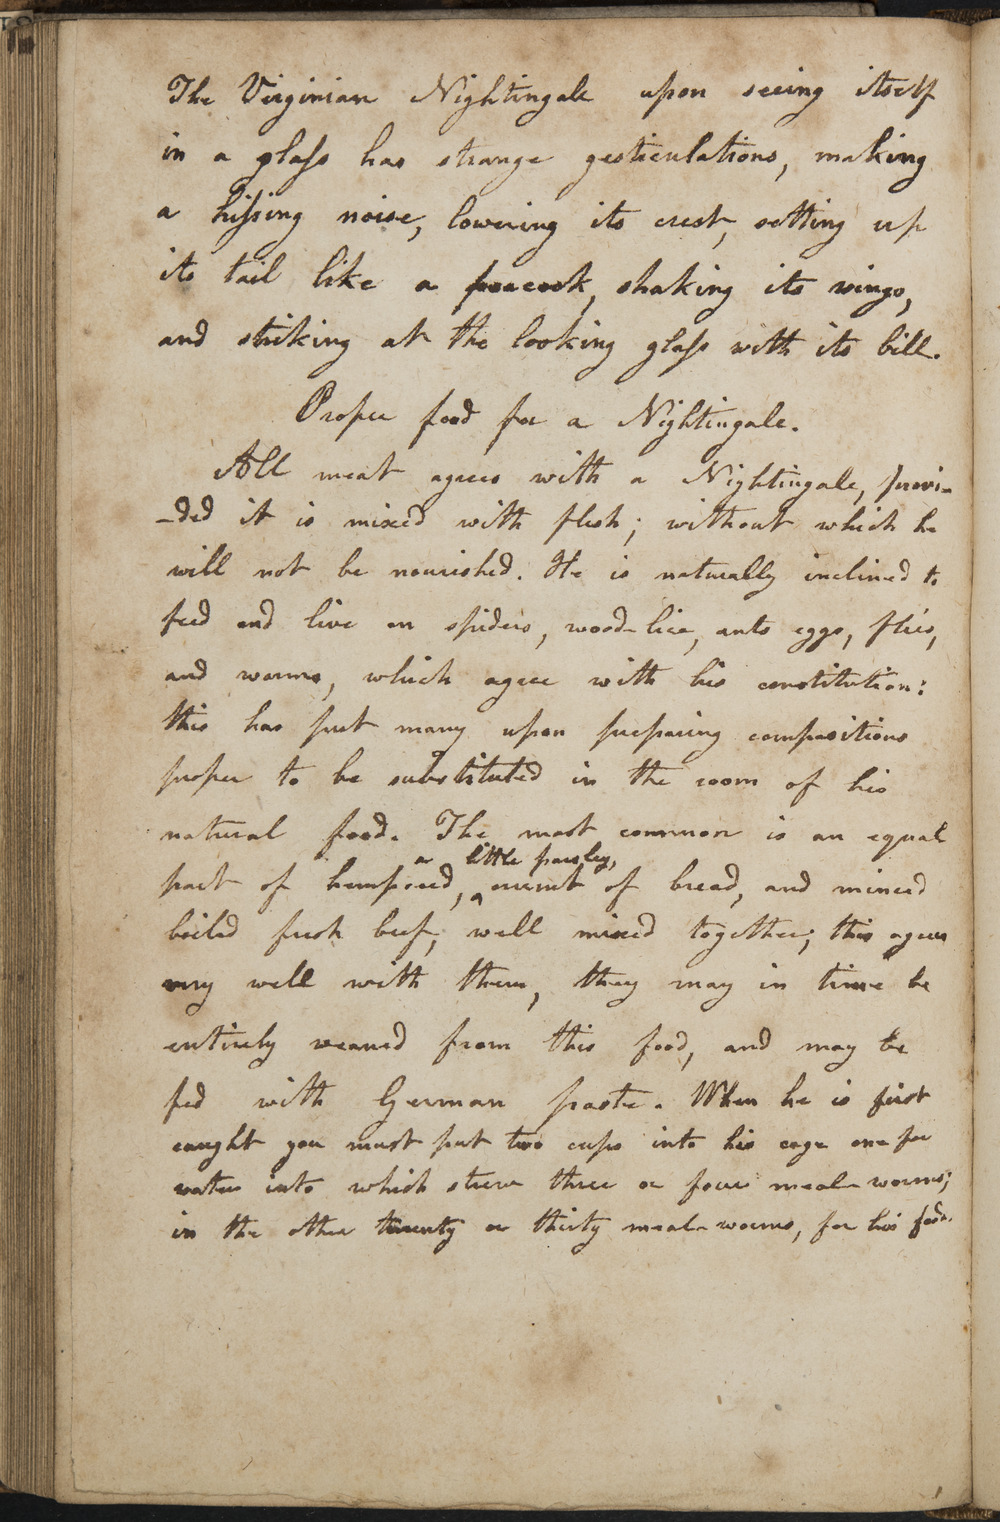 The Virginian Nightingale upon seeing itself
in a glaſs has strange gesticulations, making
a hiſsing noise, lowering its crest, setting up
its tail like a peacock, shaking its wings,
and striking at the looking glaſs with its bill.
Proper food for a Nightingale.
All meat agrees with a Nightingale, provi-
-ded it is mixed with flesh; without which he
will not be nourished. He is naturally inclined to
feed and live on spiders, wood-lice, ants eggs, flies,
and worms, which agree with his constitution:
this has put many upon preparing compositions
proper to be substituted in the room of his
natural food. The most common is an equal
a little parsley,
part of hempseed, ^ crumb of bread, and minced
boiled fresh beef, well mixed together; this agrees
very well with them, they may in time be
entirely weaned from this food, and may be
fed with German paste. When he is first
caught you must put two cups into his cage one for
water into which strew three or four meal-worms;
in the other twenty or thirty meal-worms, for his food.